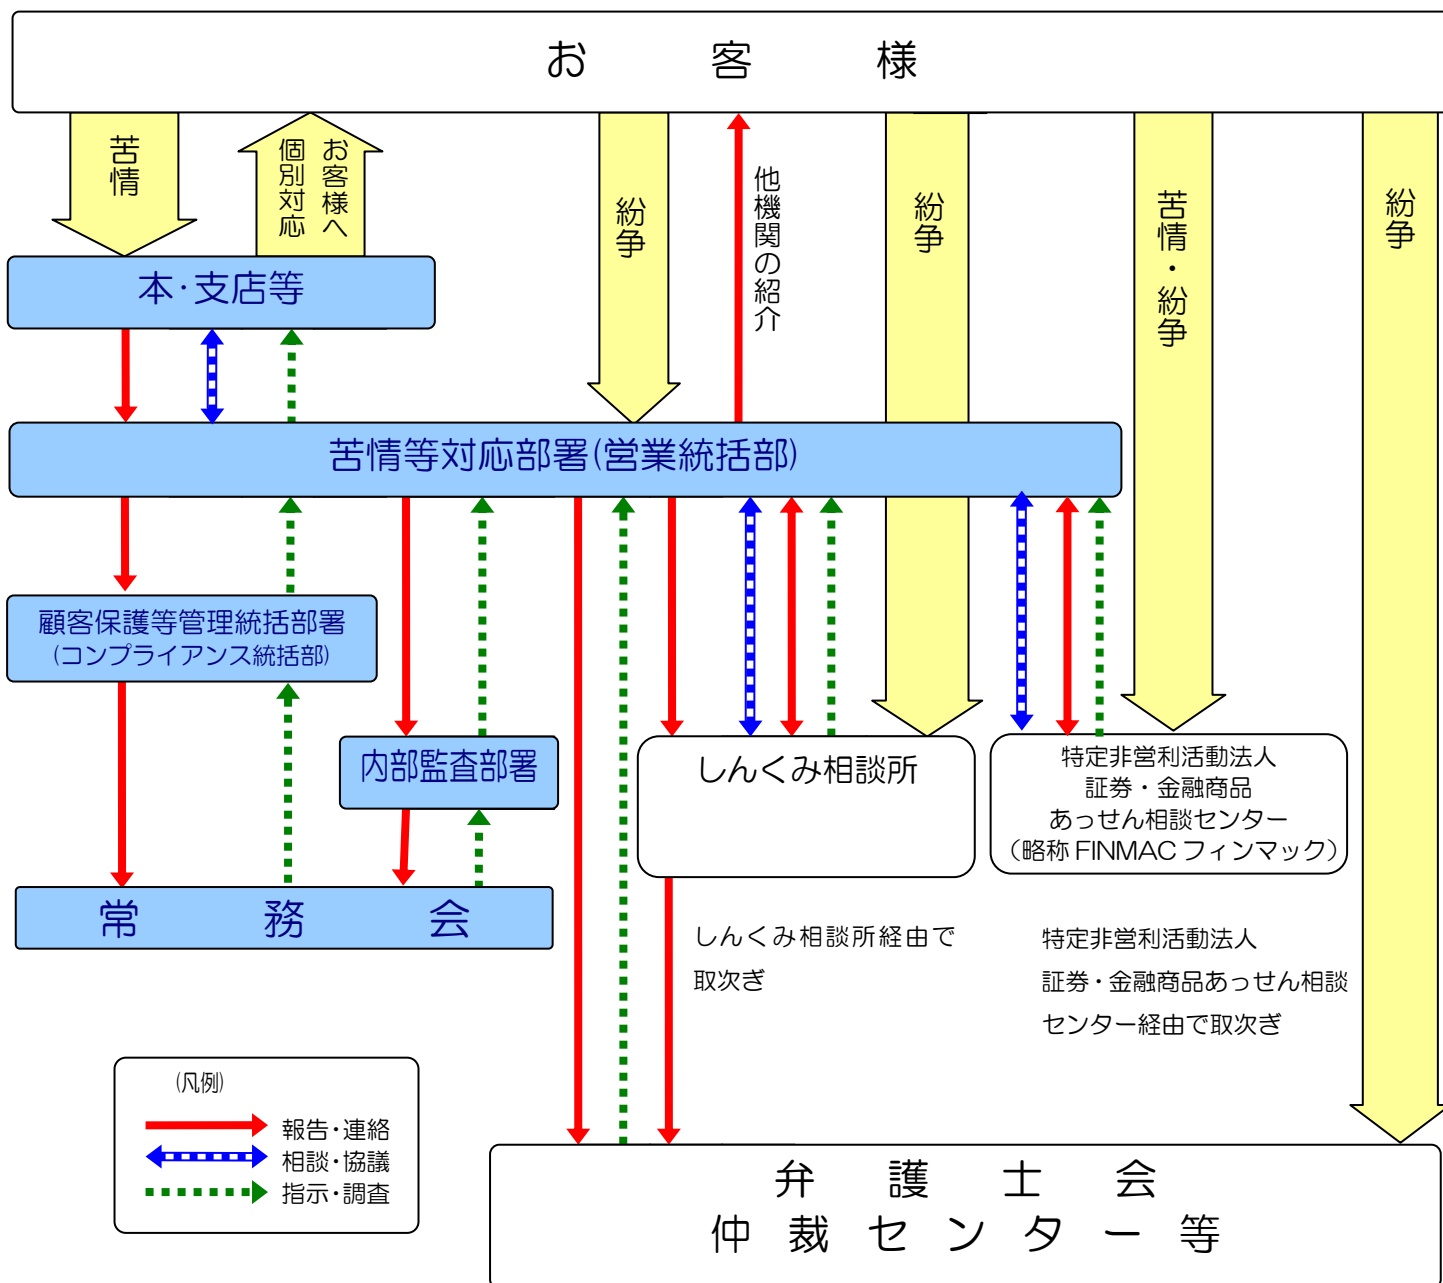 お客様
苦情
お客様へ
個別対応
紛争
他機関の紹介
紛争
苦情・紛争
紛争
本・支店等
苦情等対応部署(営業統括部)
顧客保護等管理統括部署
(コンプライアンス統括部)
内部監査部署
しんくみ相談所
特定非営利活動法人
証券・金融商品
あっせん相談センター
（略称 FINMAC フィンマック）
常務会
しんくみ相談所経由で
取次ぎ
特定非営利活動法人
証券・金融商品あっせん相談
センター経由で取次ぎ
(凡例)
報告・連絡
相談・協議
指示・調査
弁護士会
仲裁センター等